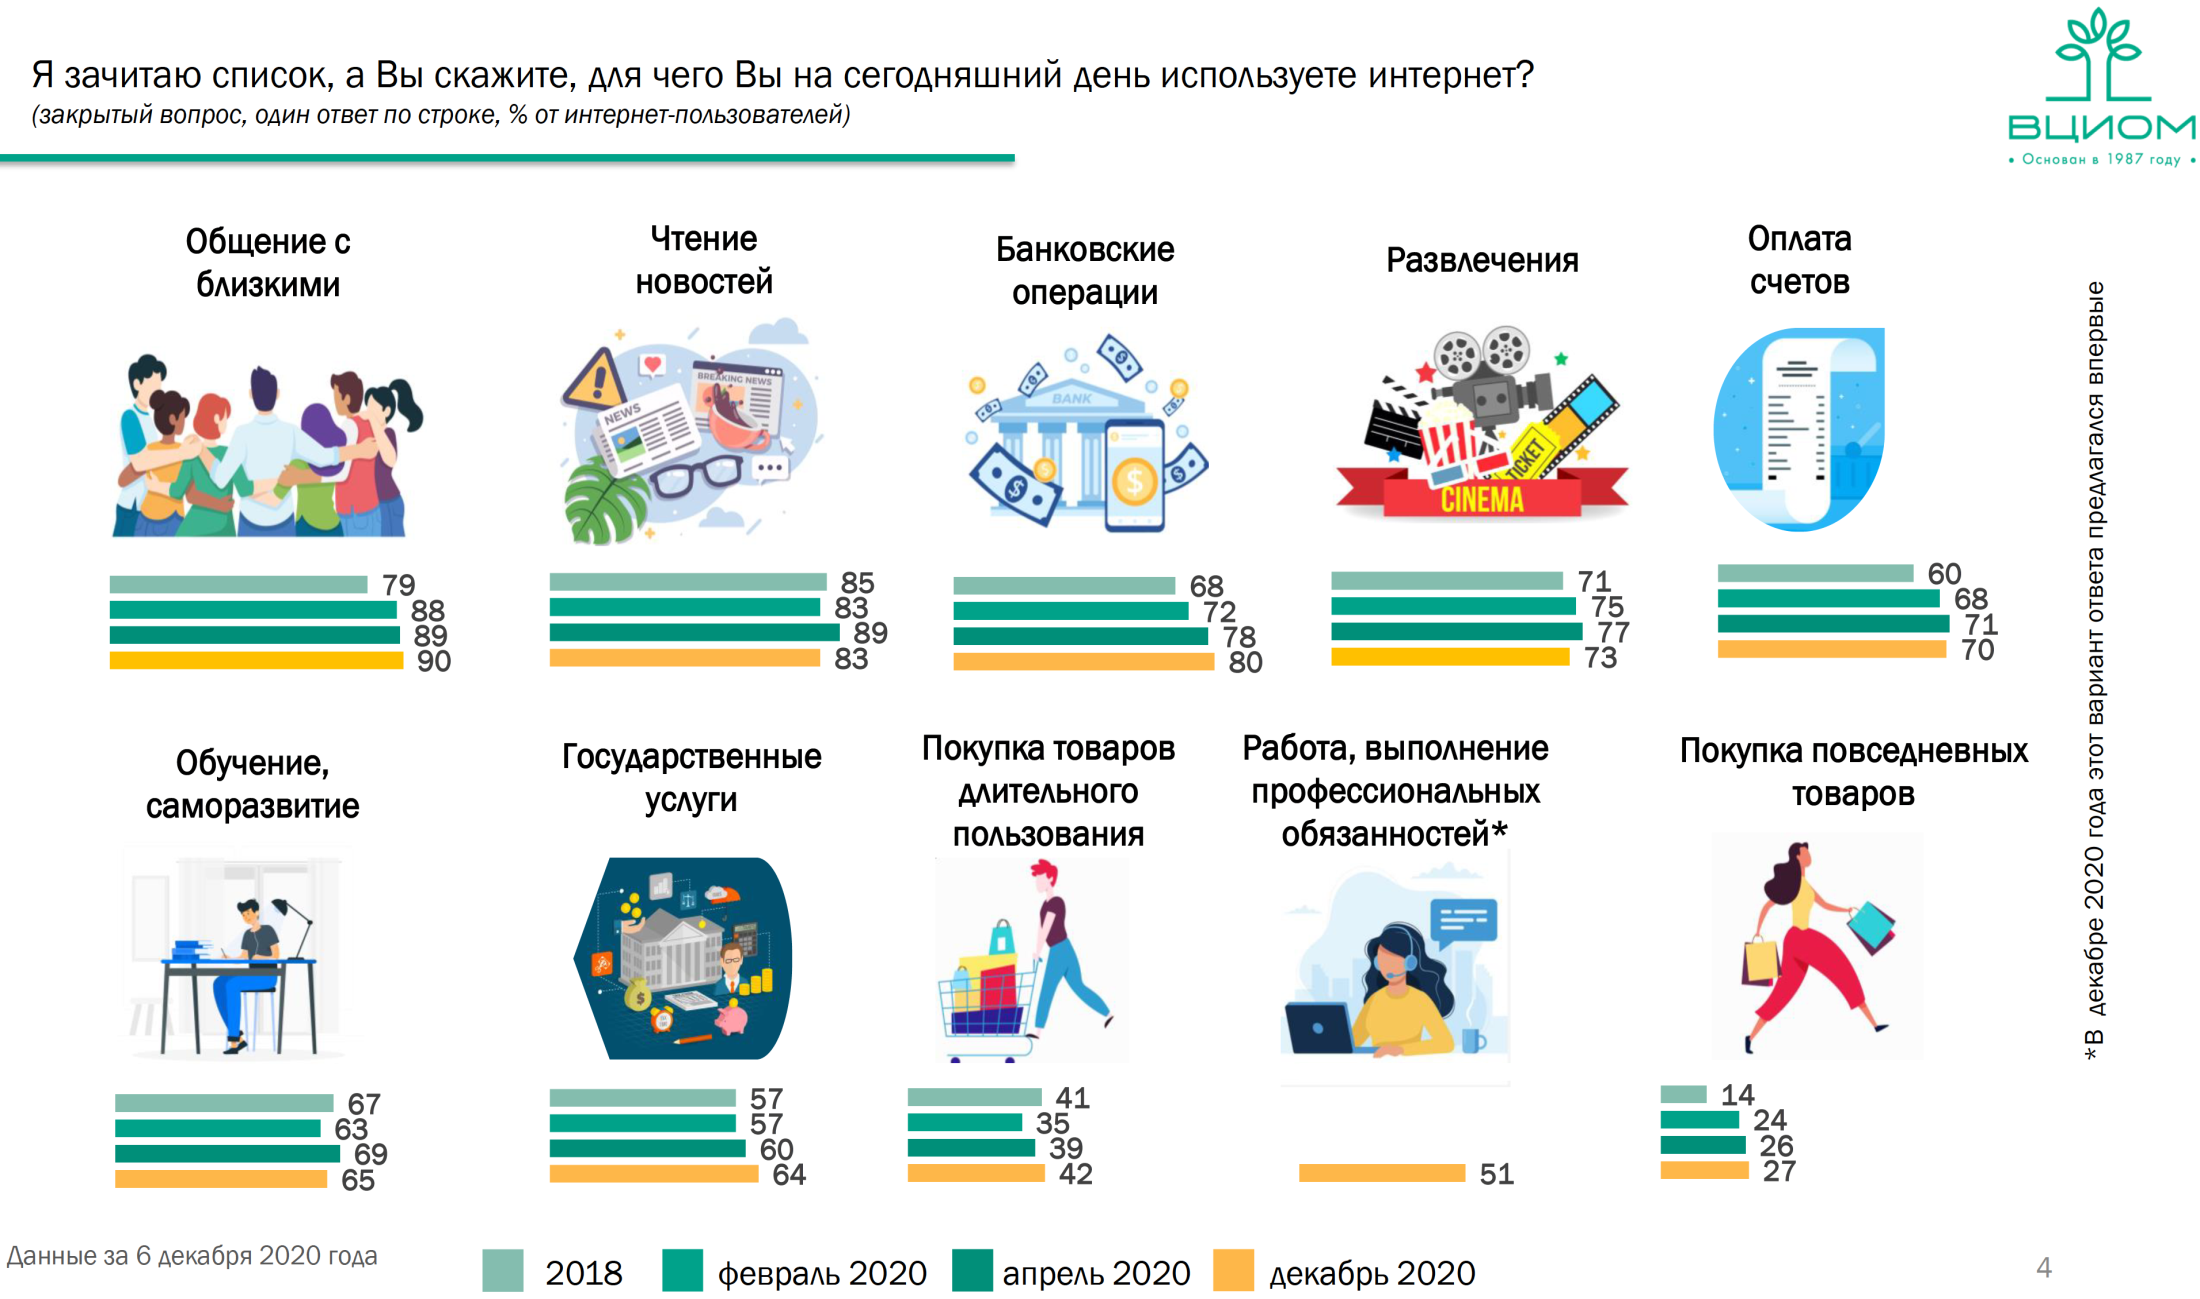 Я зачитаю список, а Вы скажите, для чего Вы на сегодняшний день используете интернет?
(закрытый вопрос, один ответ по строке, % от интернет-пользователей)
ВЦИОМ
• Основан в 1987 году •
Общение с
близкими
79
88
89
90
Чтение
новостей
BREAKING NEWS
NEWS
85
83
89
83
Банковские
операции
BANK
68
72
78
80
Развлечения
TICKET
CINEMA
71
75
77
73
Оплата
счетов
60
68
71
70
Обучение,
саморазвитие
67
63
69
65
Государственные
услуги
57
57
60
64
Покупка товаров
длительного
пользования
41
35
39
42
Работа, выполнение
профессиональных
обязанностей*
51
Покупка повседневных
товаров
14
24
26
27
*В декабре 2020 года этот вариант ответа предлагался впервые
Данные за 6 декабря 2020 года
2018
февраль 2020
апрель 2020
декабрь 2020
4